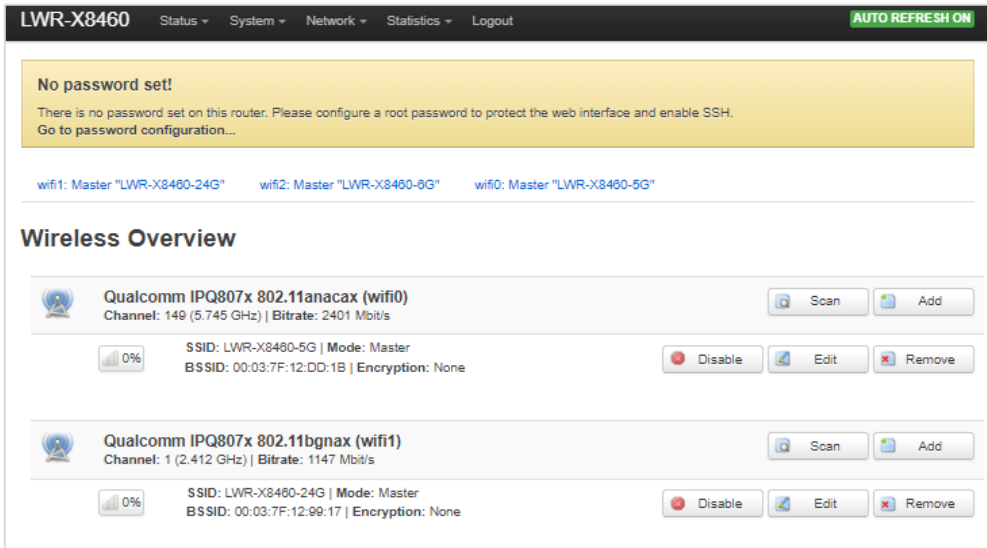 LWR-X8460 Status System Network Statistics Logout AUTO REFRESH ON
No password set!
There is no password set on this router. Please configure a root password to protect the web interface and enable SSH.
Go to password configuration...
wifi1: Master "LWR-X8460-24G" wifi2: Master "LWR-X8460-6G" wifi0: Master "LWR-X8460-5G"
Wireless Overview
Qualcomm IPQ807x 802.11anacax (wifi0)
Channel: 149 (5.745 GHz) | Bitrate: 2401 Mbit/s
Scan Add
0%
SSID: LWR-X8460-5G | Mode: Master
BSSID: 00:03:7F:12:DD:1B | Encryption: None
Disable Edit Remove
Qualcomm IPQ807x 802.11bgnax (wifi1)
Channel: 1 (2.412 GHz) | Bitrate: 1147 Mbit/s
Scan Add
0%
SSID: LWR-X8460-24G | Mode: Master
BSSID: 00:03:7F:12:99:17 | Encryption: None
Disable Edit Remove